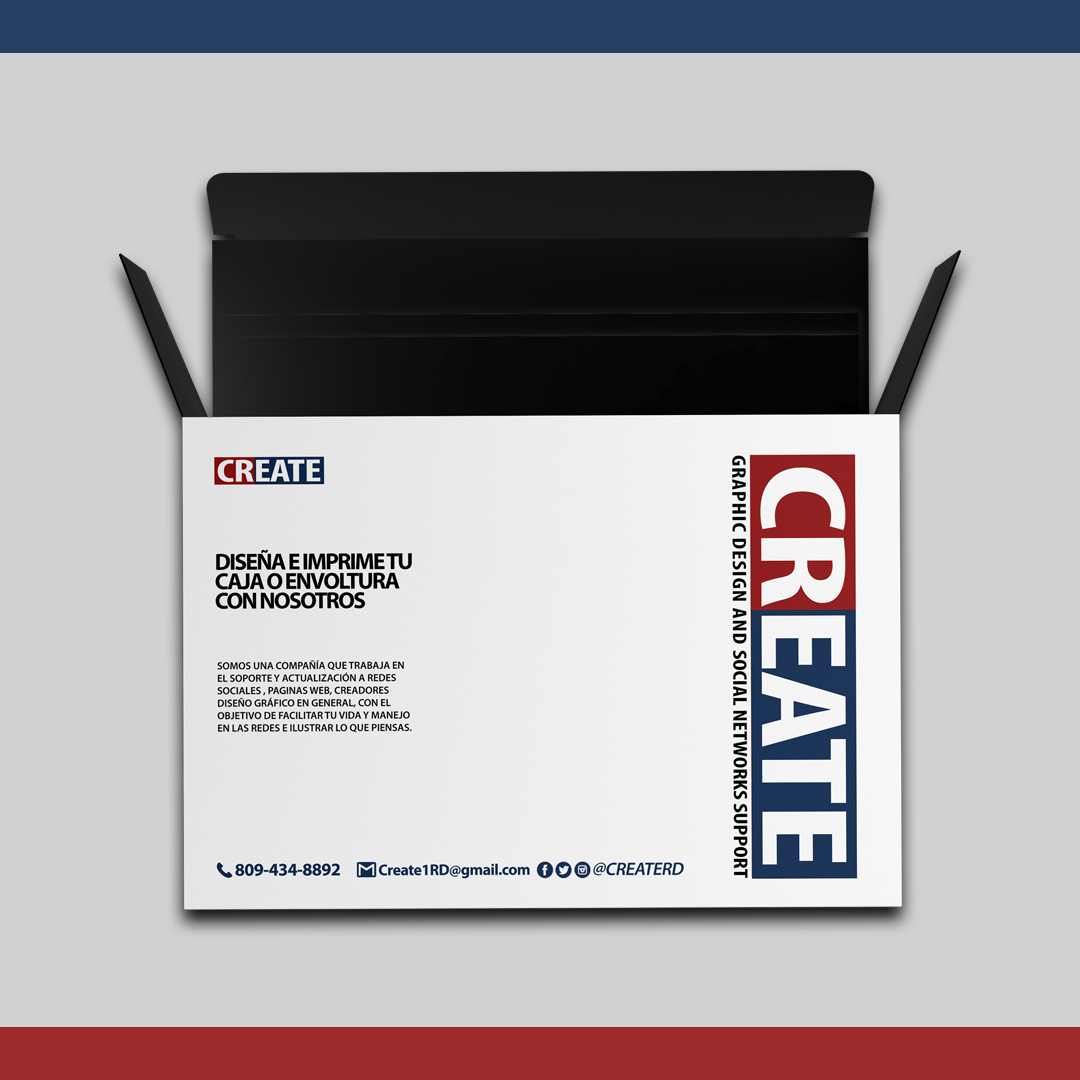 CREATE
DISEÑA E IMPRIME TU
CAJA O ENVOLTURA
CON NOSOTROS
SOMOS UNA COMPAÑÍA QUE TRABAJA EN
EL SOPORTE Y ACTUALIZACIÓN A REDES
SOCIALES , PAGINAS WEB, CREADORES
DISEÑO GRÁFICO EN GENERAL, CON EL
OBJETIVO DE FACILITAR TU VIDA Y MANEJO
EN LAS REDES E ILUSTRAR LO QUE PIENSAS.
809-434-8892 Create1RD@gmail.com @CREATERD
CREATE
GRAPHIC DESIGN AND SOCIAL NETWORKS SUPPORT